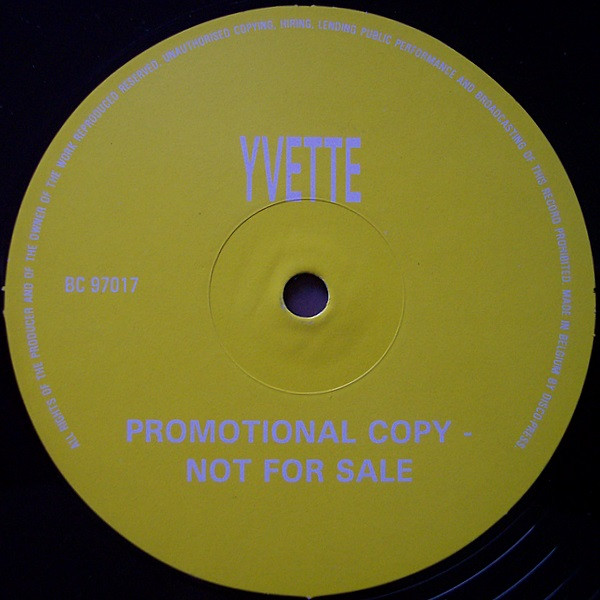 ALL RIGHTS OF THE PRODUCER AND OF THE OWNER OF THE WORK REPRODUCED RESERVED. UNAUTHORISED COPYING, HIRING, LENDING PUBLIC PERFORMANCE AND BROADCASTING OF THIS RECORD PROHIBITED. MADE IN BELGIUM BY DISCO PRESS
YVETTE
BC 97017
PROMOTIONAL COPY -
NOT FOR SALE